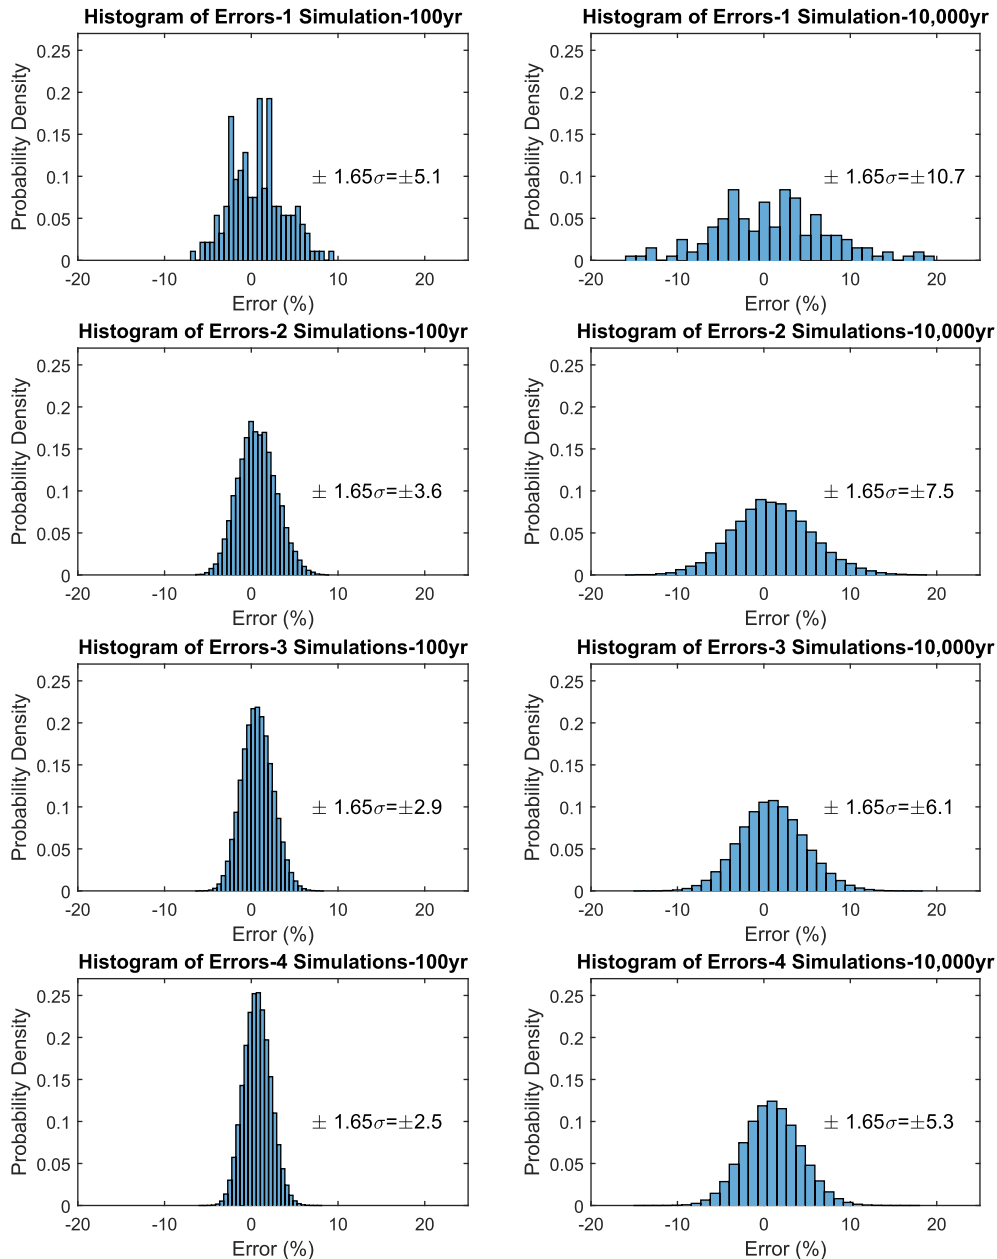 Histogram of Errors-1 Simulation-100yr
Probability Density
0.25
0.2
0.15
0.1
0.05
0
± 1.65σ=±5.1
-20 -10 0 10 20
Error (%)
Histogram of Errors-1 Simulation-10,000yr
Probability Density
0.25
0.2
0.15
0.1
0.05
0
± 1.65σ=±10.7
-20 -10 0 10 20
Error (%)
Histogram of Errors-2 Simulations-100yr
Probability Density
0.25
0.2
0.15
0.1
0.05
0
± 1.65σ=±3.6
-20 -10 0 10 20
Error (%)
Histogram of Errors-2 Simulations-10,000yr
Probability Density
0.25
0.2
0.15
0.1
0.05
0
± 1.65σ=±7.5
-20 -10 0 10 20
Error (%)
Histogram of Errors-3 Simulations-100yr
Probability Density
0.25
0.2
0.15
0.1
0.05
0
± 1.65σ=±2.9
-20 -10 0 10 20
Error (%)
Histogram of Errors-3 Simulations-10,000yr
Probability Density
0.25
0.2
0.15
0.1
0.05
0
± 1.65σ=±6.1
-20 -10 0 10 20
Error (%)
Histogram of Errors-4 Simulations-100yr
Probability Density
0.25
0.2
0.15
0.1
0.05
0
± 1.65σ=±2.5
-20 -10 0 10 20
Error (%)
Histogram of Errors-4 Simulations-10,000yr
Probability Density
0.25
0.2
0.15
0.1
0.05
0
± 1.65σ=±5.3
-20 -10 0 10 20
Error (%)